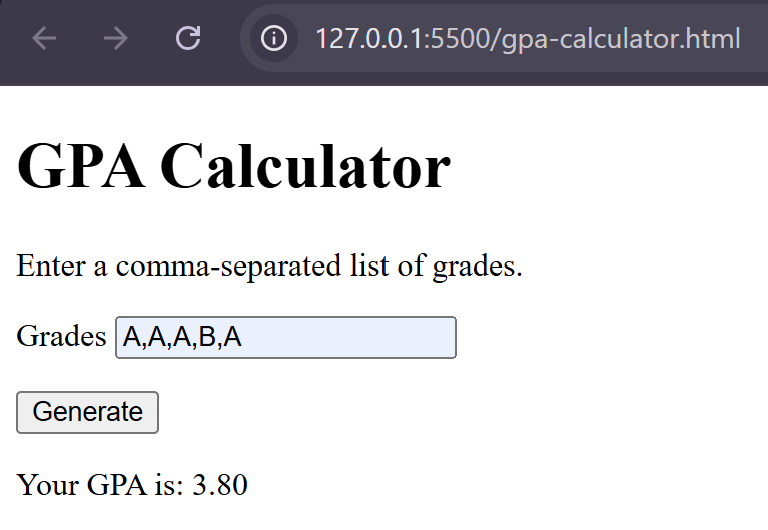 127.0.0.1:5500/gpa-calculator.html
GPA Calculator
Enter a comma-separated list of grades.
Grades A,A,A,B,A
Generate
Your GPA is: 3.80